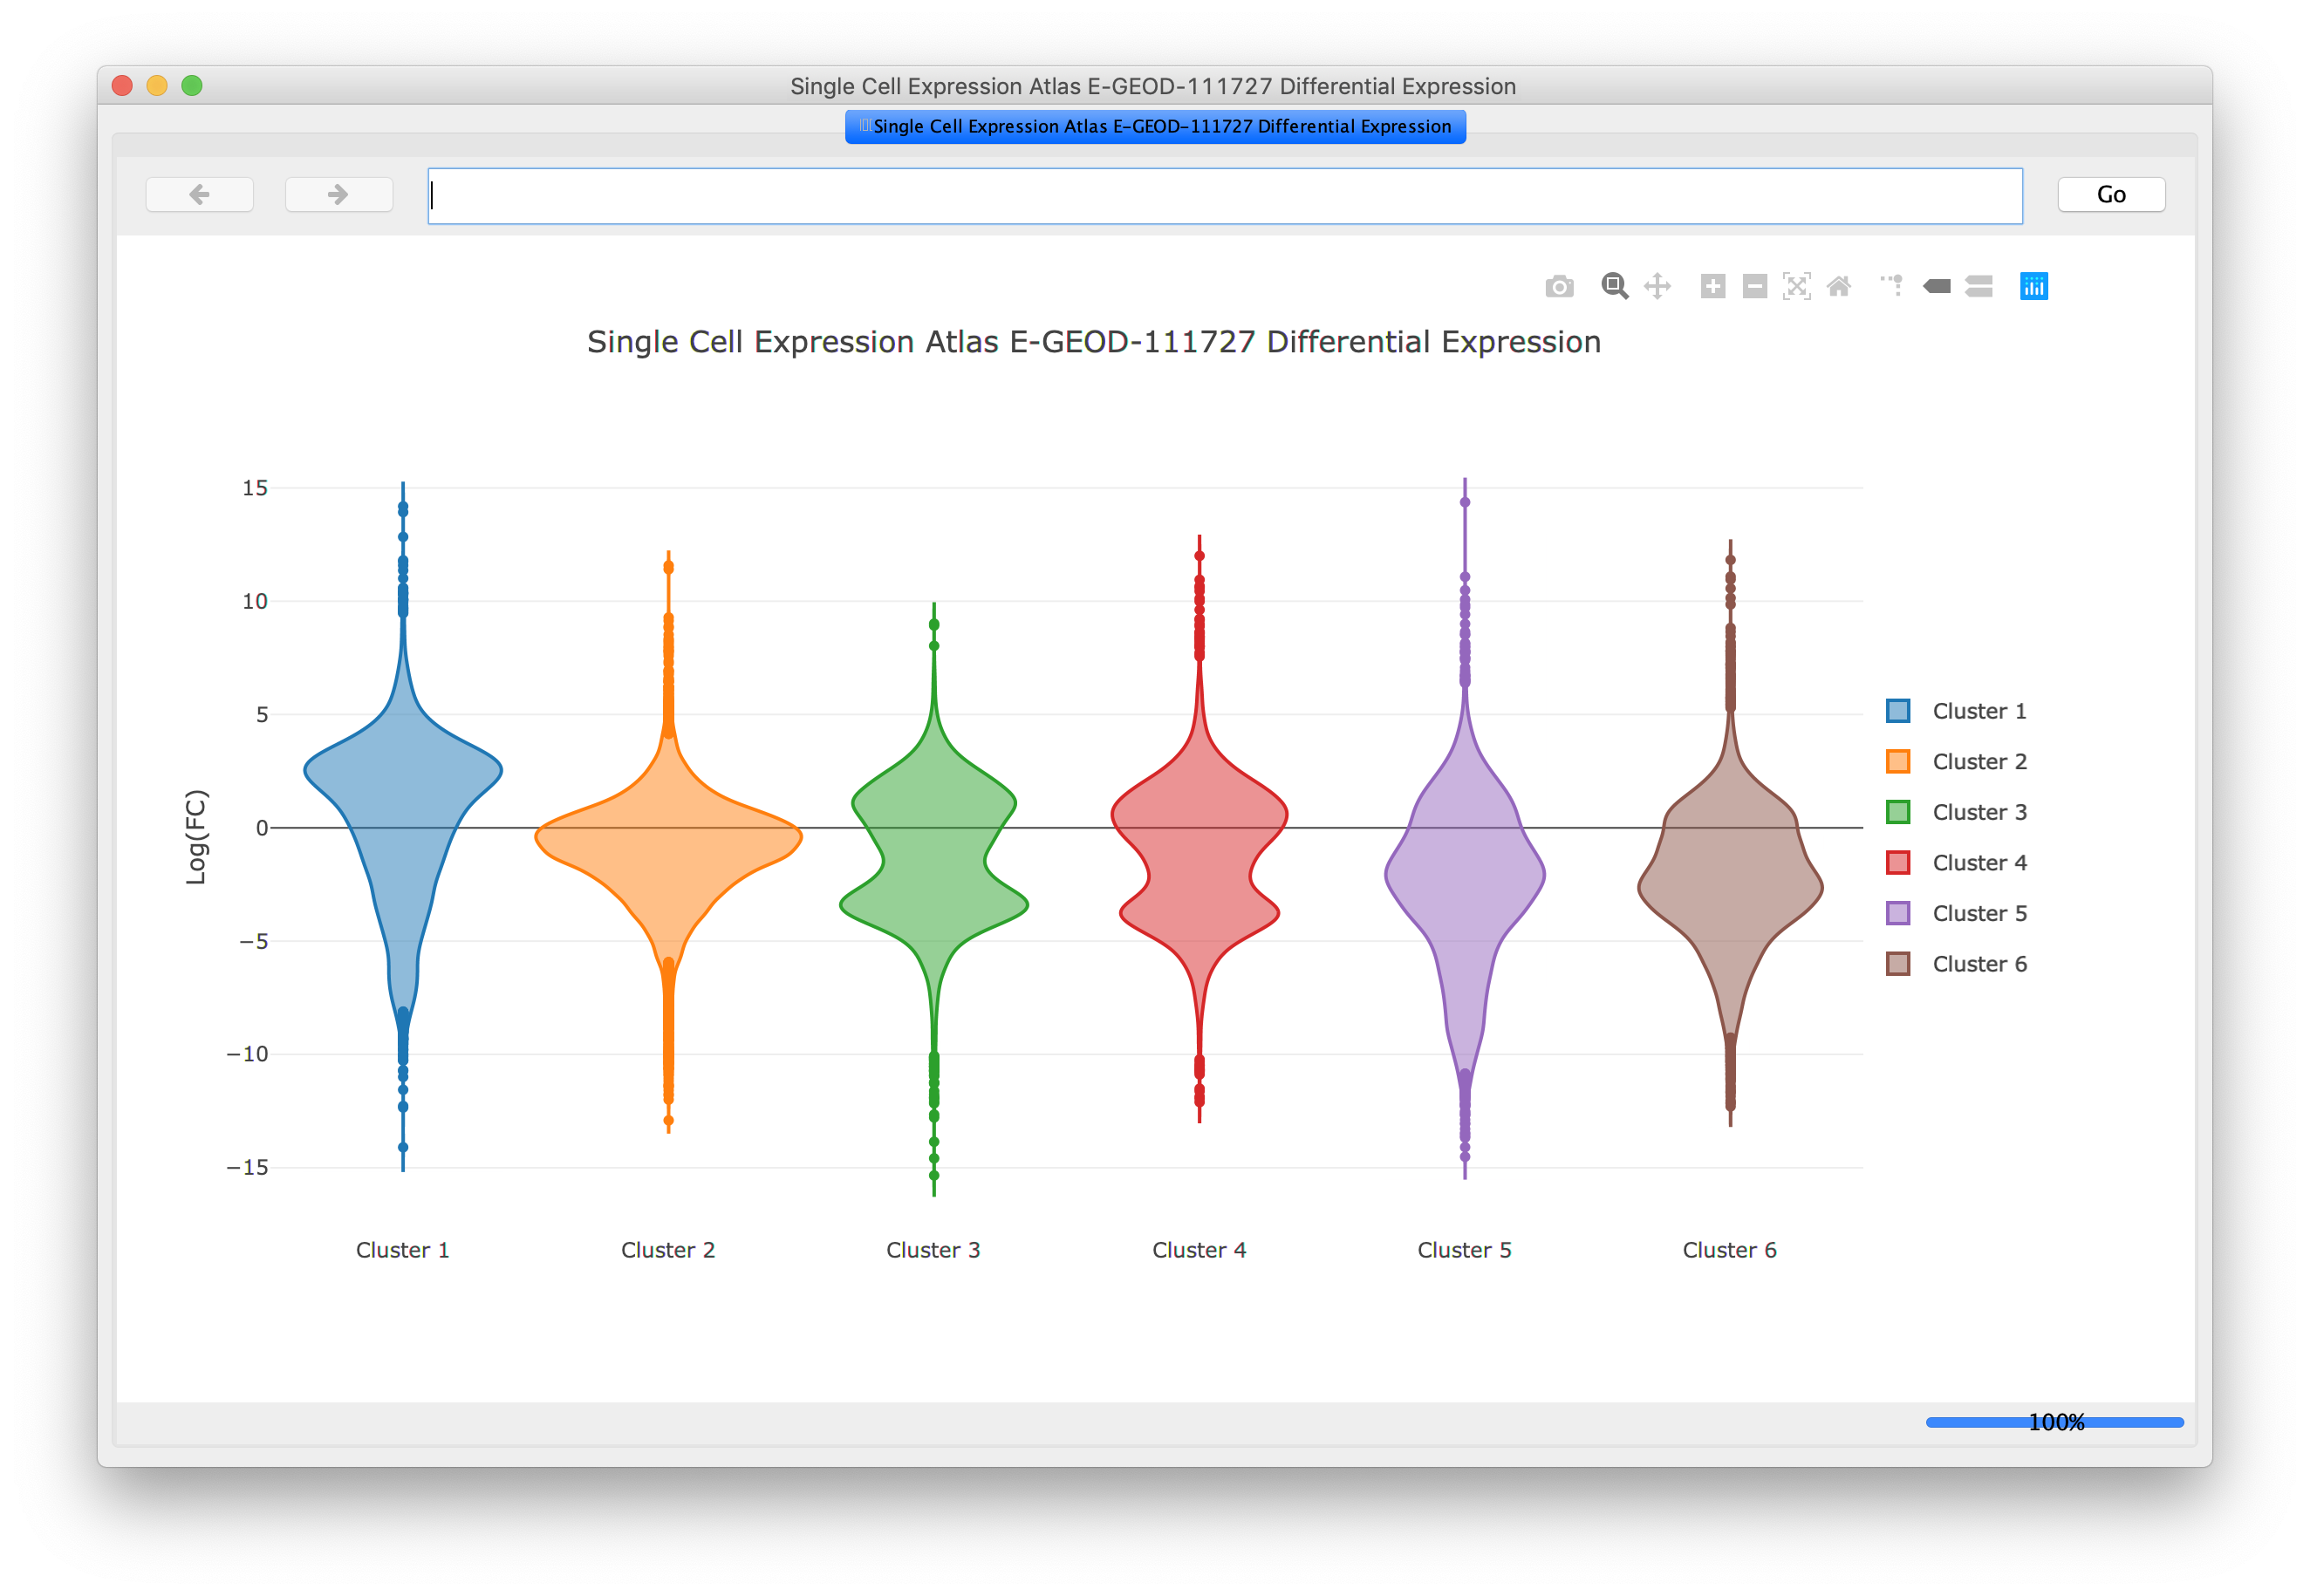 Single Cell Expression Atlas E-GEOD-111727 Differential Expression
Single Cell Expression Atlas E-GEOD-111727 Differential Expression
Go
Single Cell Expression Atlas E-GEOD-111727 Differential Expression
15
10
5
0
−5
−10
−15
Log(FC)
Cluster 1
Cluster 2
Cluster 3
Cluster 4
Cluster 5
Cluster 6
Cluster 1
Cluster 2
Cluster 3
Cluster 4
Cluster 5
Cluster 6
100%